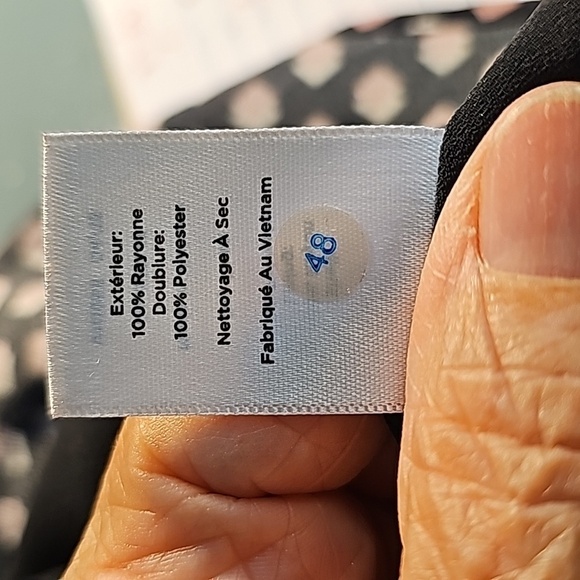 Extérieur:
100% Rayonne
Doublure:
100% Polyester
Nettoyage À Sec
Fabriqué Au Vietnam
48